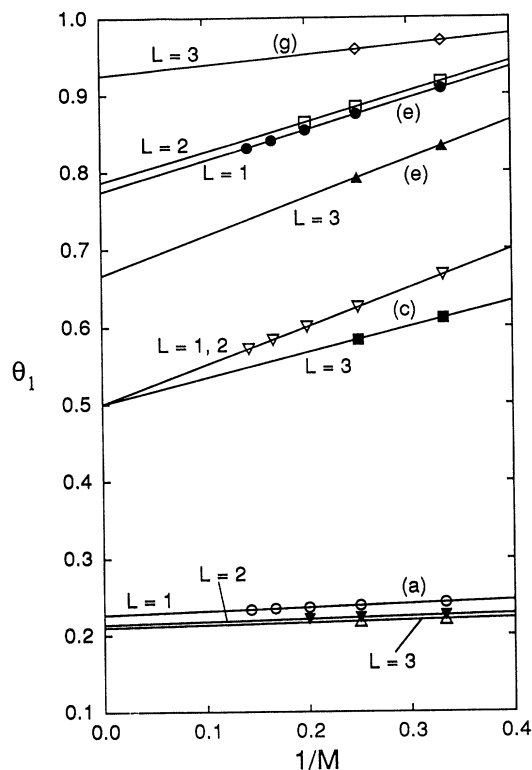 1.0
(g)
L = 3
0.9
L = 2
(e)
0.8
L = 1
(e)
L = 3
0.7
0.6
L = 1, 2
(c)
L = 3
θ1
0.5
0.4
0.3
L = 2
L = 1
(a)
0.2
L = 3
0.1
0.0 0.1 0.2 0.3 0.4
1/M